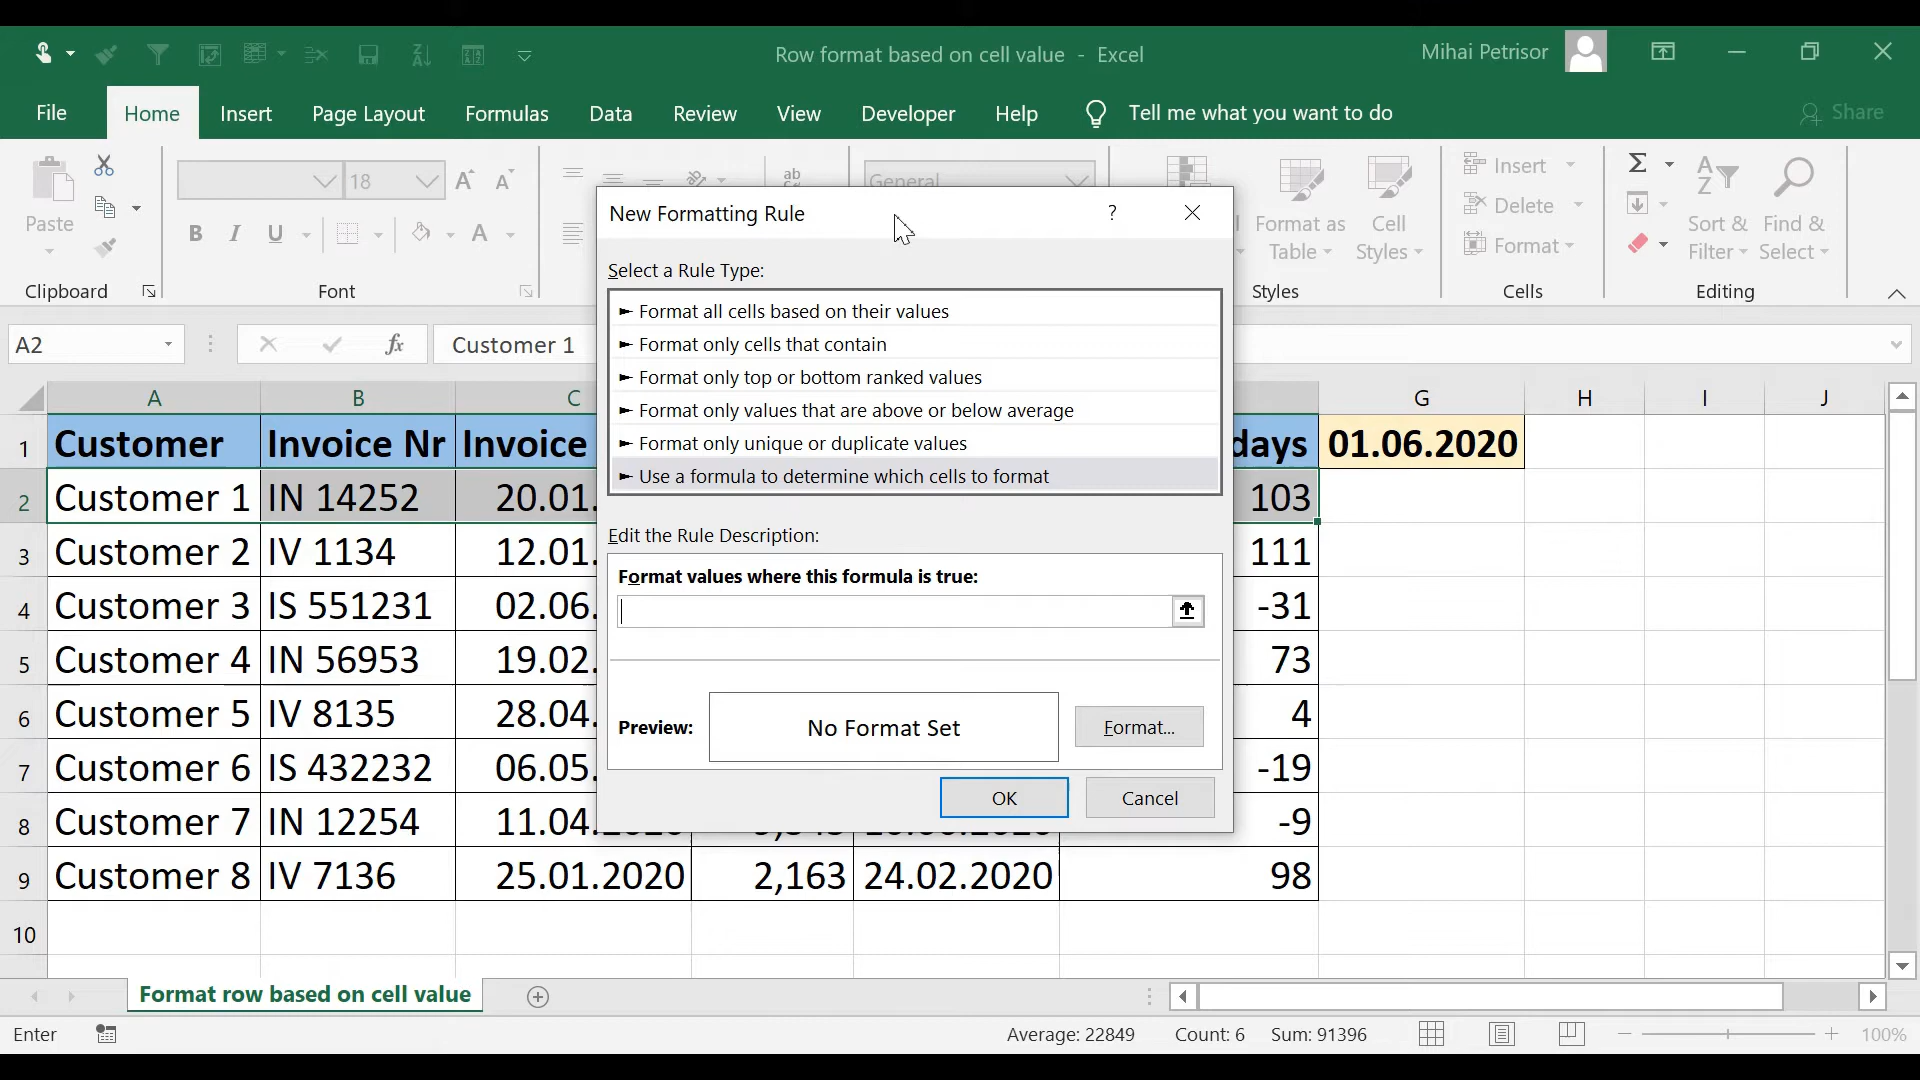 Row format based on cell value - Excel
Mihai Petrisor
File Home Insert Page Layout Formulas Data Review View Developer Help Tell me what you want to do Share
Paste
18
B I U A
ab
General
Format as Table
Cell Styles
Insert
Delete
Format
Sort & Filter
Find & Select
Clipboard Font Styles Cells Editing
A2 fx Customer 1
A B C G H I J
1 Customer Invoice Nr Invoice days 01.06.2020
2 Customer 1 IN 14252 20.01. 103
3 Customer 2 IV 1134 12.01. 111
4 Customer 3 IS 551231 02.06. -31
5 Customer 4 IN 56953 19.02. 73
6 Customer 5 IV 8135 28.04. 4
7 Customer 6 IS 432232 06.05. -19
8 Customer 7 IN 12254 11.04. -9
9 Customer 8 IV 7136 25.01.2020 2,163 24.02.2020 98
10
New Formatting Rule ?
Select a Rule Type:
► Format all cells based on their values
► Format only cells that contain
► Format only top or bottom ranked values
► Format only values that are above or below average
► Format only unique or duplicate values
► Use a formula to determine which cells to format
Edit the Rule Description:
Format values where this formula is true:
Preview: No Format Set Format...
OK Cancel
Format row based on cell value
Enter Average: 22849 Count: 6 Sum: 91396 100%